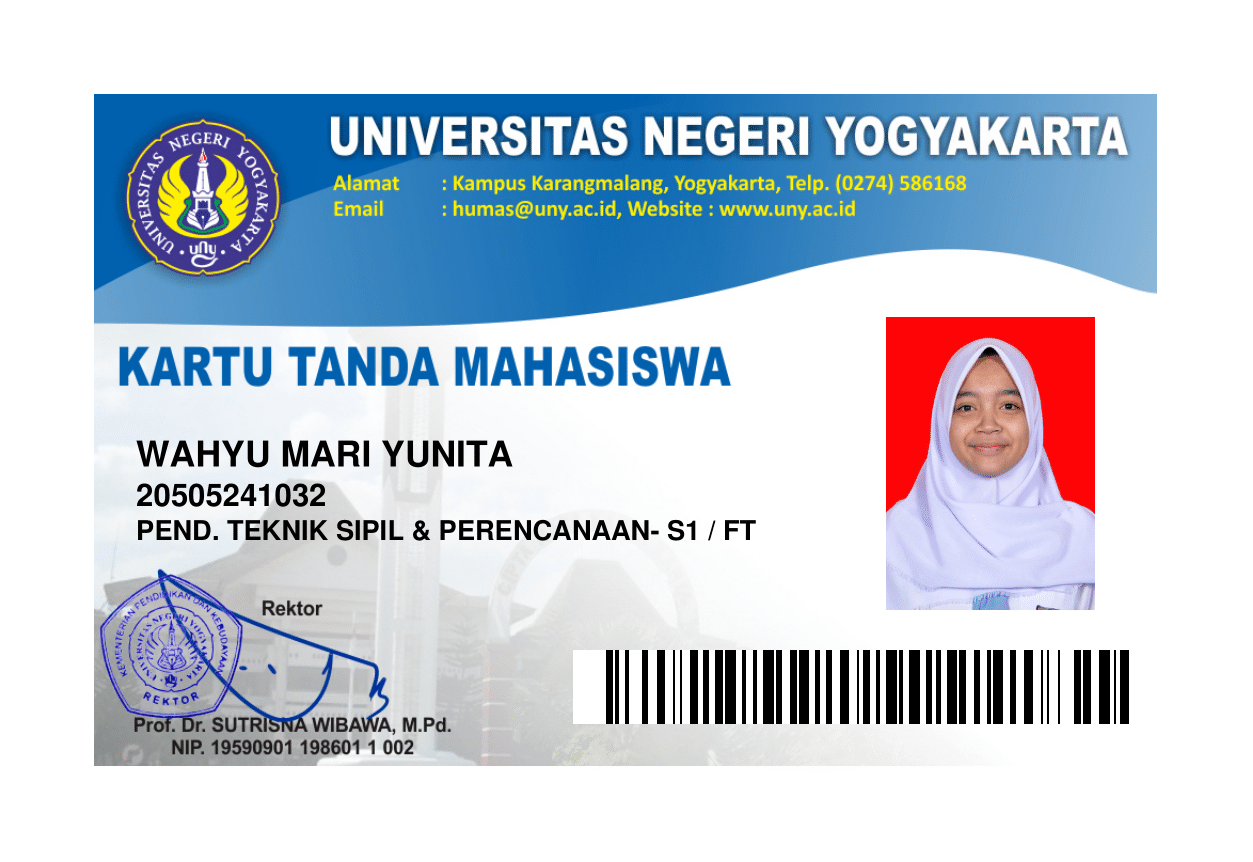 UNIVERSITAS NEGERI YOGYAKARTA
Alamat : Kampus Karangmalang, Yogyakarta, Telp. (0274) 586168
Email : humas@uny.ac.id, Website : www.uny.ac.id
UNIVERSITAS NEGERI YOGYAKARTA
uny
KARTU TANDA MAHASISWA
WAHYU MARI YUNITA
20505241032
PEND. TEKNIK SIPIL & PERENCANAAN- S1 / FT
Rektor
KEMENTERIAN PENDIDIKAN DAN KEBUDAYAAN
UNIVERSITAS NEGERI YOGYAKARTA
REKTOR
Prof. Dr. SUTRISNA WIBAWA, M.Pd.
NIP. 19590901 198601 1 002